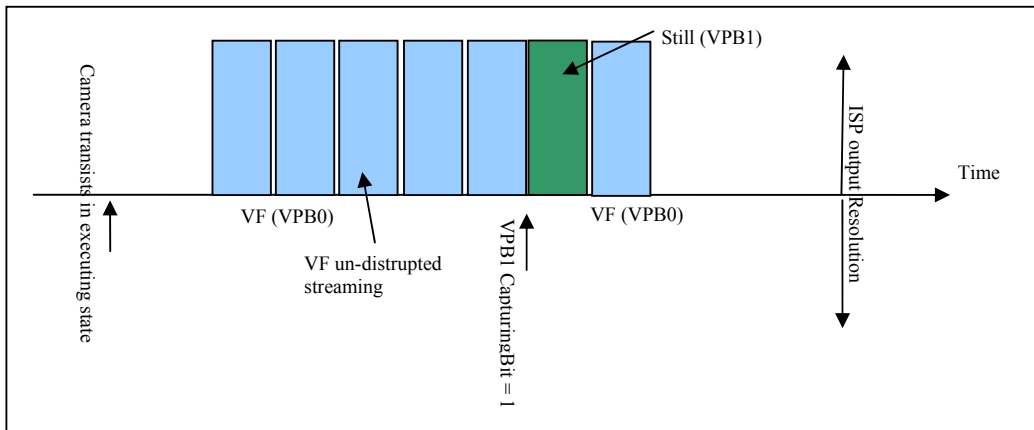 Still (VPB1)
Camera transists in executing state
ISP output Resolution
Time
VF (VPB0)
VF (VPB0)
VF un-distrupted
streaming
VPB1 CapturingBit = 1